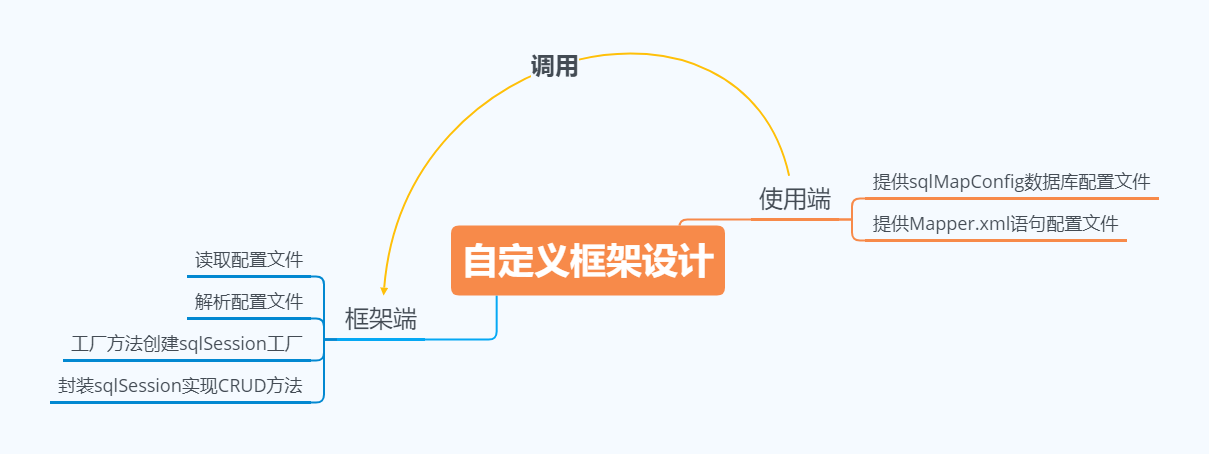 调用
使用端
提供sqlMapConfig数据库配置文件
提供Mapper.xml语句配置文件
自定义框架设计
框架端
读取配置文件
解析配置文件
工厂方法创建sqlSession工厂
封装sqlSession实现CRUD方法